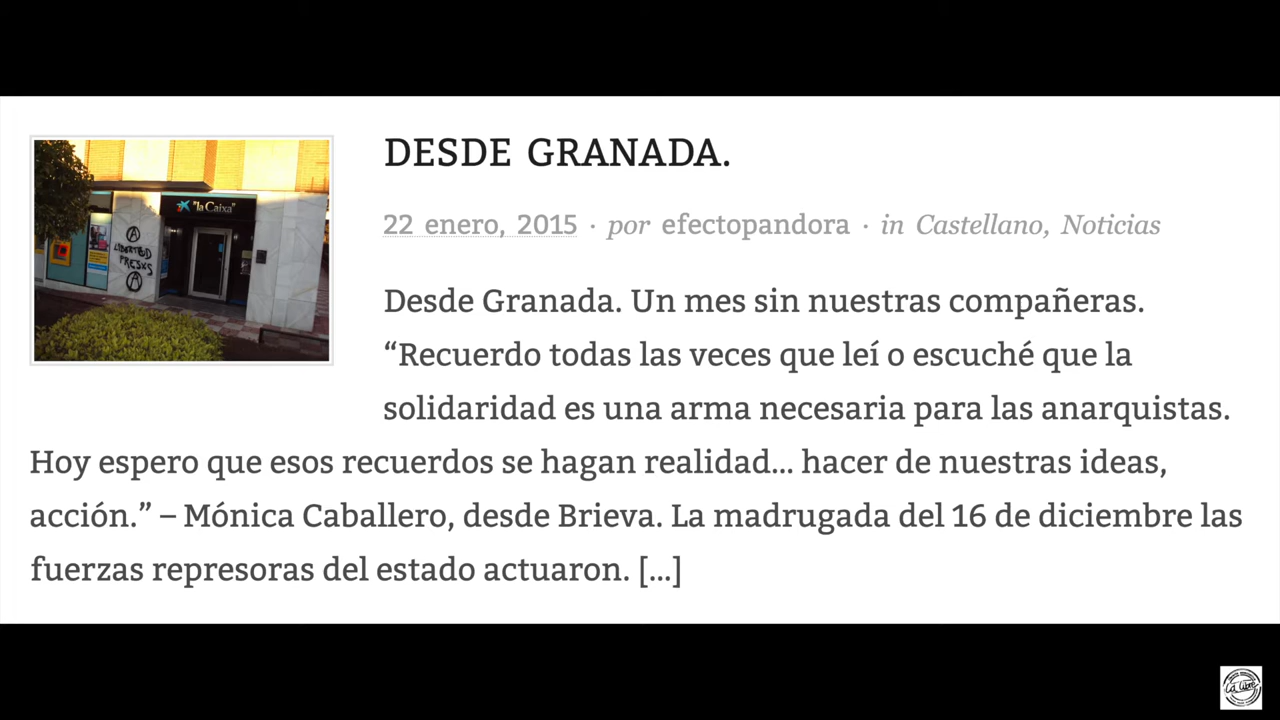 DESDE GRANADA.
22 enero, 2015 · por efectopandora · in Castellano, Noticias
"la Caixa"
LIBERTAD
PRESXS
Desde Granada. Un mes sin nuestras compañeras.
“Recuerdo todas las veces que leí o escuché que la
solidaridad es una arma necesaria para las anarquistas.
Hoy espero que esos recuerdos se hagan realidad... hacer de nuestras ideas,
acción.” – Mónica Caballero, desde Brieva. La madrugada del 16 de diciembre las
fuerzas represoras del estado actuaron. [...]
La Libre